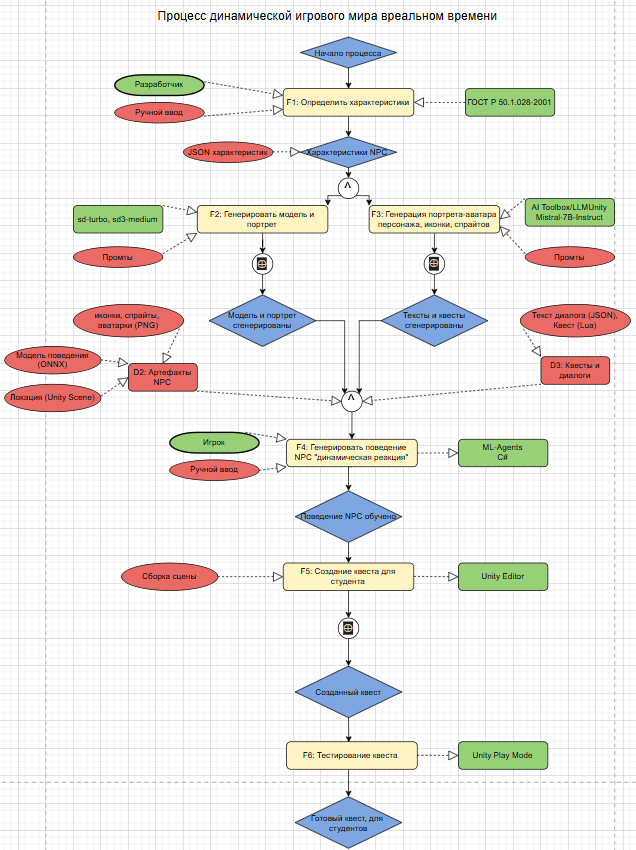 Процесс динамической игрового мира вреальном времени
Начало процесса
Разработчик
Ручной ввод
F1: Определить характеристики
ГОСТ Р 50.1.028-2001
JSON характеристик
Характеристики NPC
^
sd-turbo, sd3-medium
F2: Генерировать модель и
портрет
F3: Генерация портрета-аватара
персонажа, иконки, спрайтов
AI Toolbox/LLMUnity
Mistral-7B-Instruct
Промты
Промты
иконки, спрайты,
аватарки (PNG)
Модель и портрет
сгенерированы
Тексты и квесты
сгенерированы
Текст диалога (JSON),
Квест (Lua)
Модель поведения
(ONNX)
Локация (Unity Scene)
D2: Артефакты
NPC
D3: Квесты и
диалоги
^
Игрок
Ручной ввод
F4: Генерировать поведение
NPC "динамическая реакция"
ML-Agents
C#
Поведение NPC обучено
Сборка сцены
F5: Создание квеста для
студента
Unity Editor
Созданный квест
F6: Тестирование квеста
Unity Play Mode
Готовый квест, для
студентов